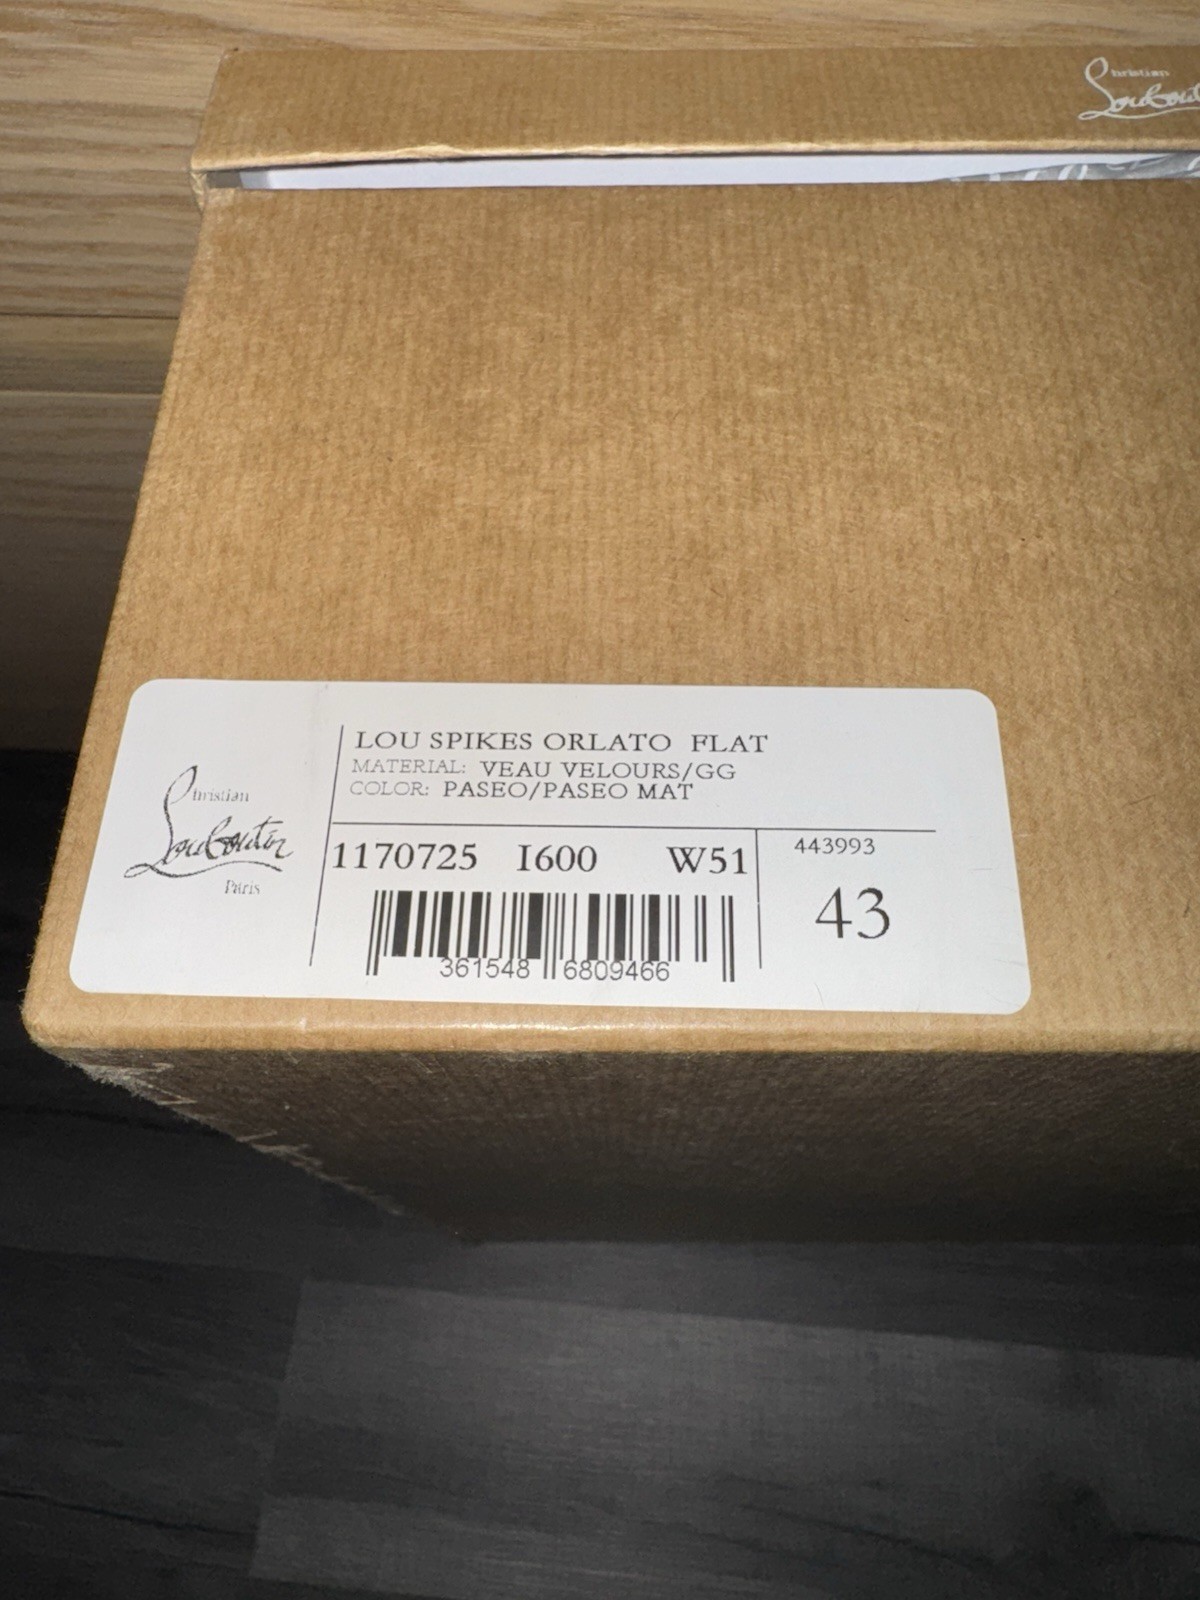 Christian
Louboutin
LOU SPIKES ORLATO FLAT
MATERIAL: VEAU VELOURS/GG
COLOR: PASEO/PASEO MAT
Christian
Louboutin
Paris
1170725 I600 W51
443993
43
361548 6809466